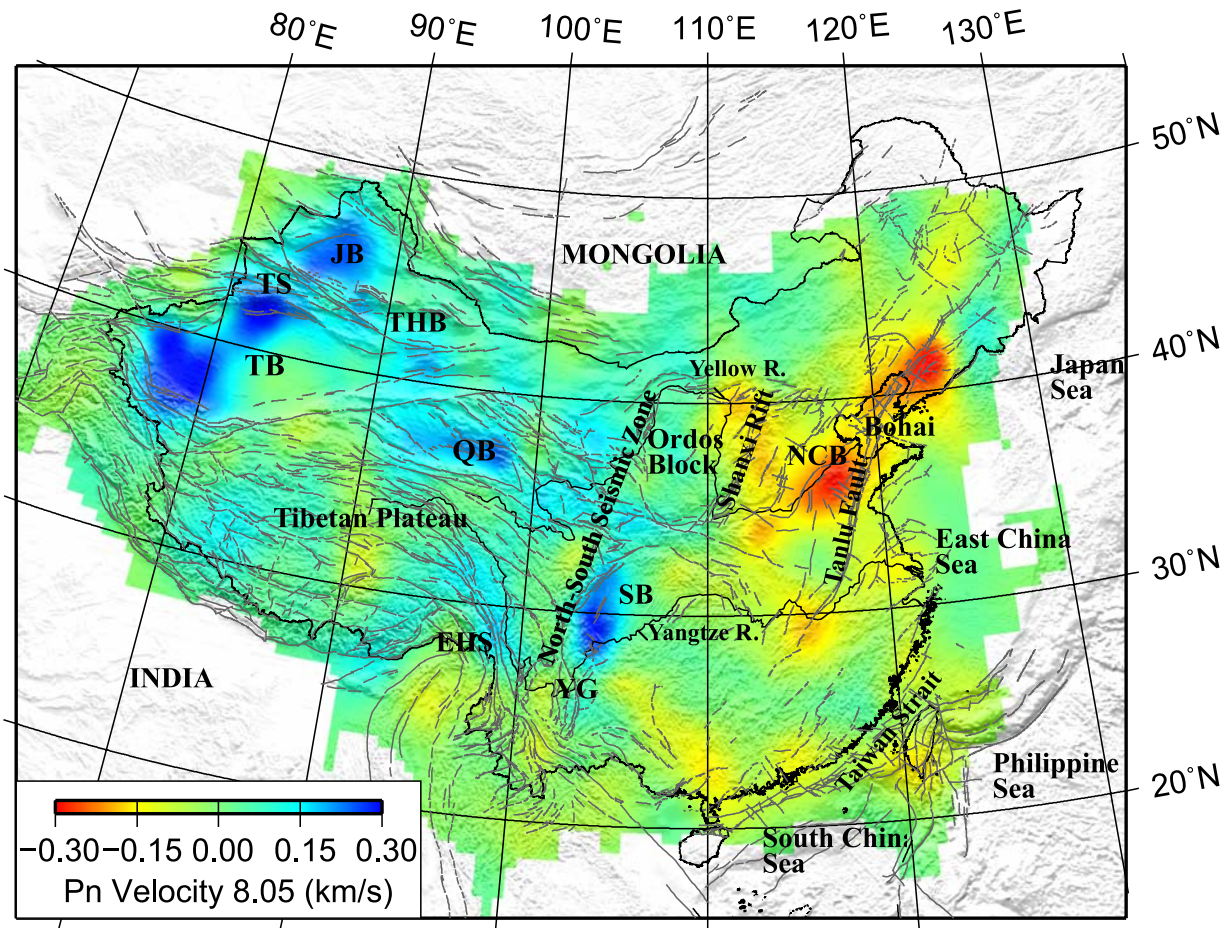 80°E
90°E
100°E
110°E
120°E
130°E
50°N
40°N
30°N
20°N
MONGOLIA
JB
TS
THB
TB
Yellow R.
Japan
Sea
Ordos
Block
Shanxi Rift
NCB
Bohai
QB
North-South Seismic Zone
Tibetan Plateau
Tanlu Fault
East China
Sea
SB
Yangtze R.
EHS
YG
INDIA
Taiwan Strait
Philippine
Sea
South China
Sea
−0.30 −0.15 0.00 0.15 0.30
Pn Velocity 8.05 (km/s)